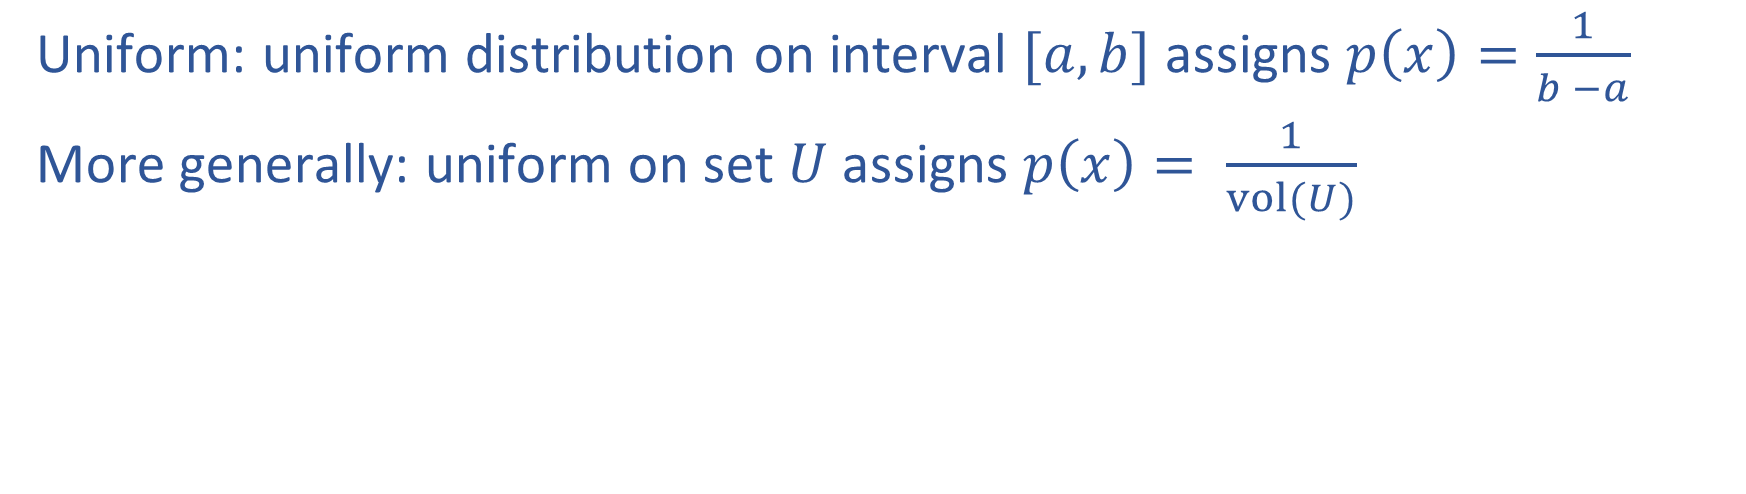 Uniform: uniform distribution on interval [a, b] assigns p(x) = 1/(b −a)
More generally: uniform on set U assigns p(x) = 1/vol(U)